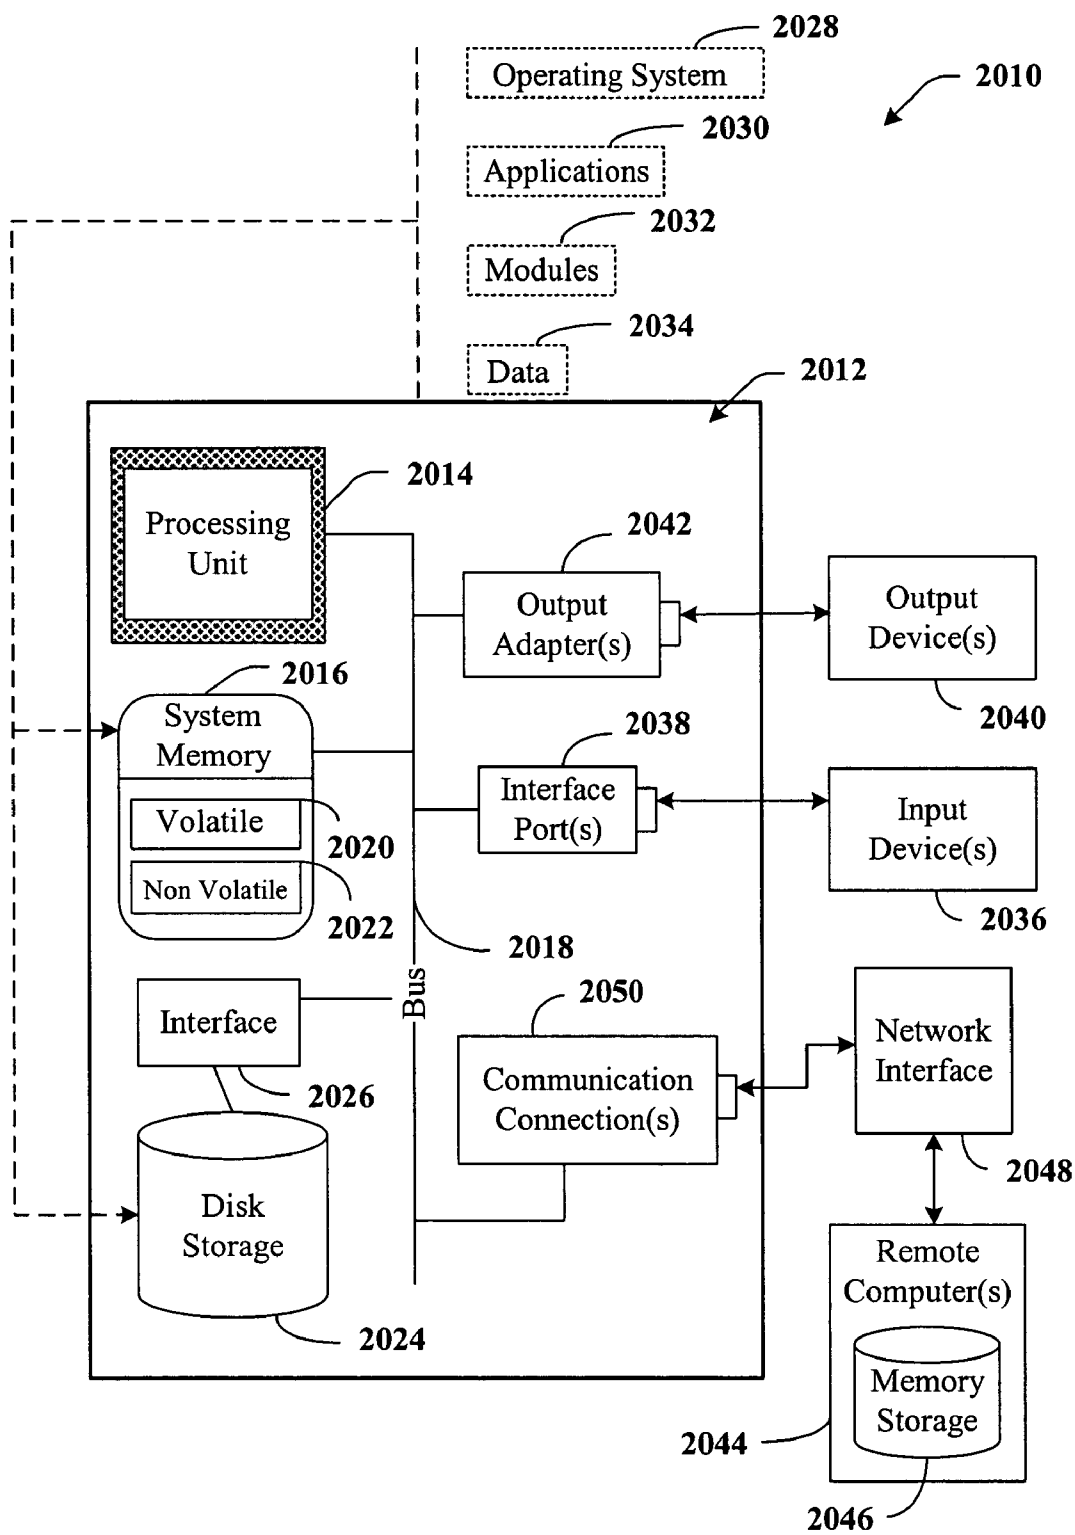 2028
Operating System
2010
2030
Applications
2032
Modules
2034
Data
2012
2014
Processing
Unit
2042
Output
Adapter(s)
Output
Device(s)
2040
2016
System
Memory
Volatile
2020
Non Volatile
2022
2038
Interface
Port(s)
Input
Device(s)
2036
2018
Bus
Interface
2026
2050
Communication
Connection(s)
Network
Interface
2048
Disk
Storage
2024
Remote
Computer(s)
Memory
Storage
2044
2046